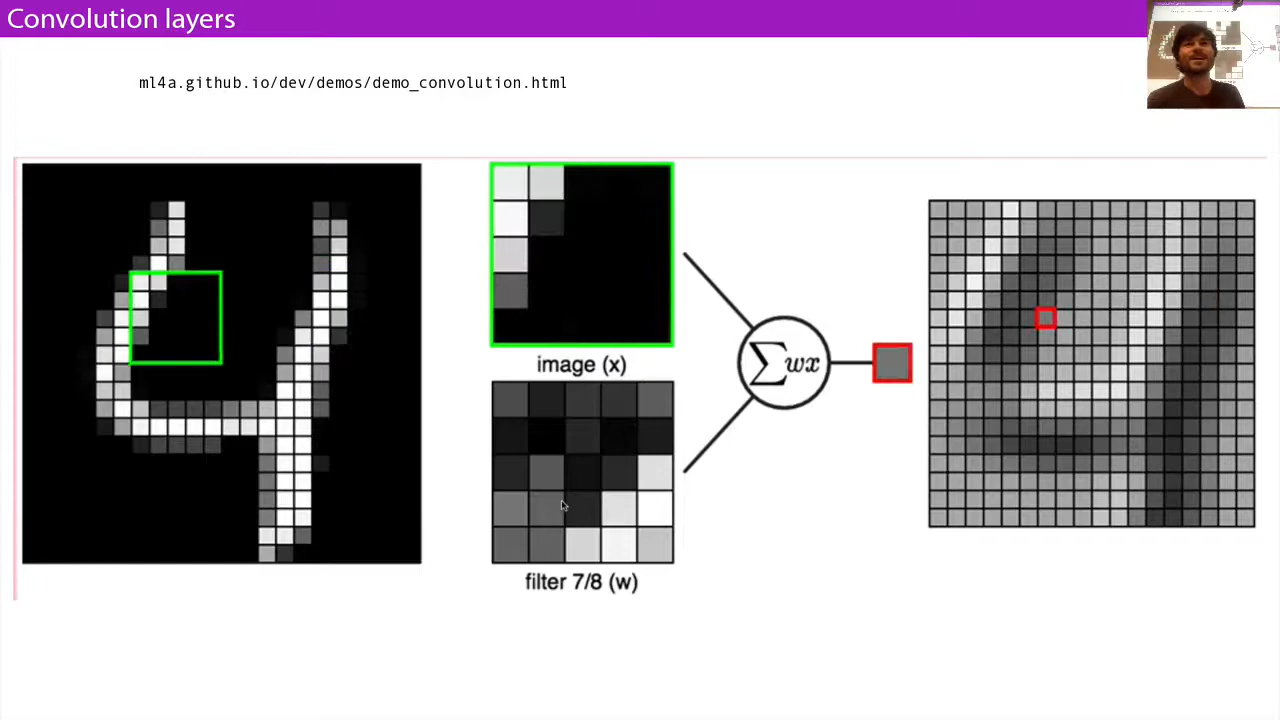 Convolution layers
ml4a.github.io/dev/demos/demo_convolution.html
image (x)
∑wx
filter 7/8 (w)